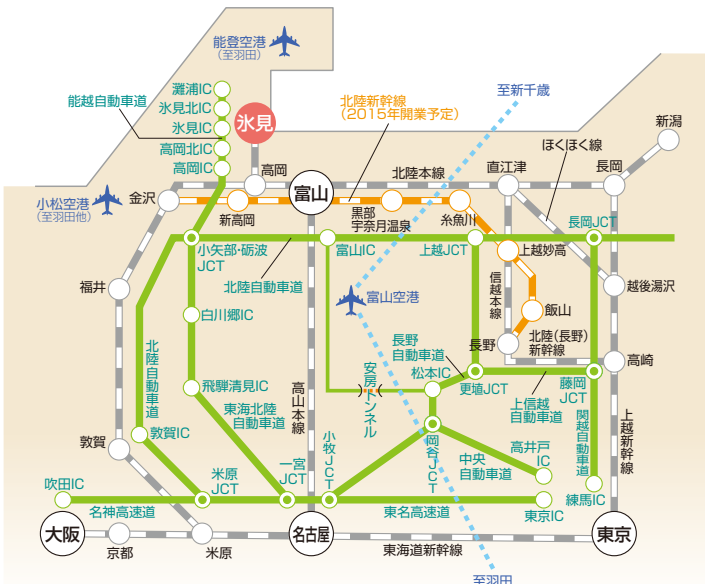 能登空港
(至羽田)
灘浦IC
能越自動車道
氷見北IC
氷見IC
高岡北IC
高岡IC
氷見
高岡
北陸新幹線
(2015年開業予定)
至新千歳
新潟
ほくほく線
小松空港
(至羽田他)
金沢
新高岡
富山
北陸本線
直江津
長岡
黒部
宇奈月温泉
糸魚川
長岡JCT
小矢部・砺波
JCT
富山IC
上越JCT
上越妙高
北陸自動車道
福井
富山空港
信越本線
越後湯沢
白川郷IC
飯山
長野
北陸(長野)
新幹線
長野
自動車道
北陸自動車道
高山本線
安房トンネル
松本IC
更埴JCT
高崎
飛騨清見IC
東海北陸
自動車道
上信越
自動車道
藤岡
JCT
関越自動車道
上越新幹線
敦賀IC
敦賀
小牧JCT
岡谷JCT
高井戸
IC
中央
自動車道
米原
JCT
一宮
JCT
吹田IC
練馬IC
名神高速道
東名高速道
東京IC
大阪
京都
米原
名古屋
東海道新幹線
東京
至羽田